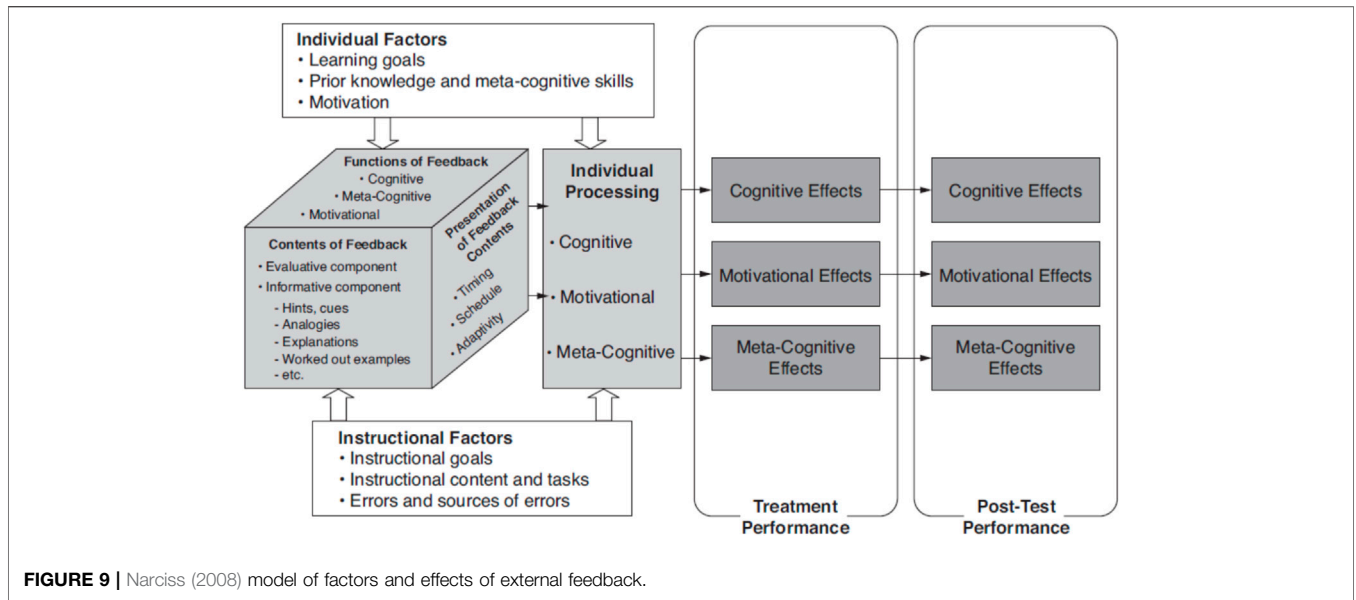 Individual Factors
• Learning goals
• Prior knowledge and meta-cognitive skills
• Motivation
Functions of Feedback
• Cognitive
• Meta-Cognitive
• Motivational
Contents of Feedback
• Evaluative component
• Informative component
- Hints, cues
- Analogies
- Explanations
- Worked out examples
- etc.
Presentation
of Feedback
Contents
• Timing
• Schedule
• Adaptivity
Individual
Processing
• Cognitive
• Motivational
• Meta-Cognitive
Instructional Factors
• Instructional goals
• Instructional content and tasks
• Errors and sources of errors
Cognitive Effects
Motivational Effects
Meta-Cognitive
Effects
Treatment
Performance
Cognitive Effects
Motivational Effects
Meta-Cognitive
Effects
Post-Test
Performance
FIGURE 9 | Narciss (2008) model of factors and effects of external feedback.